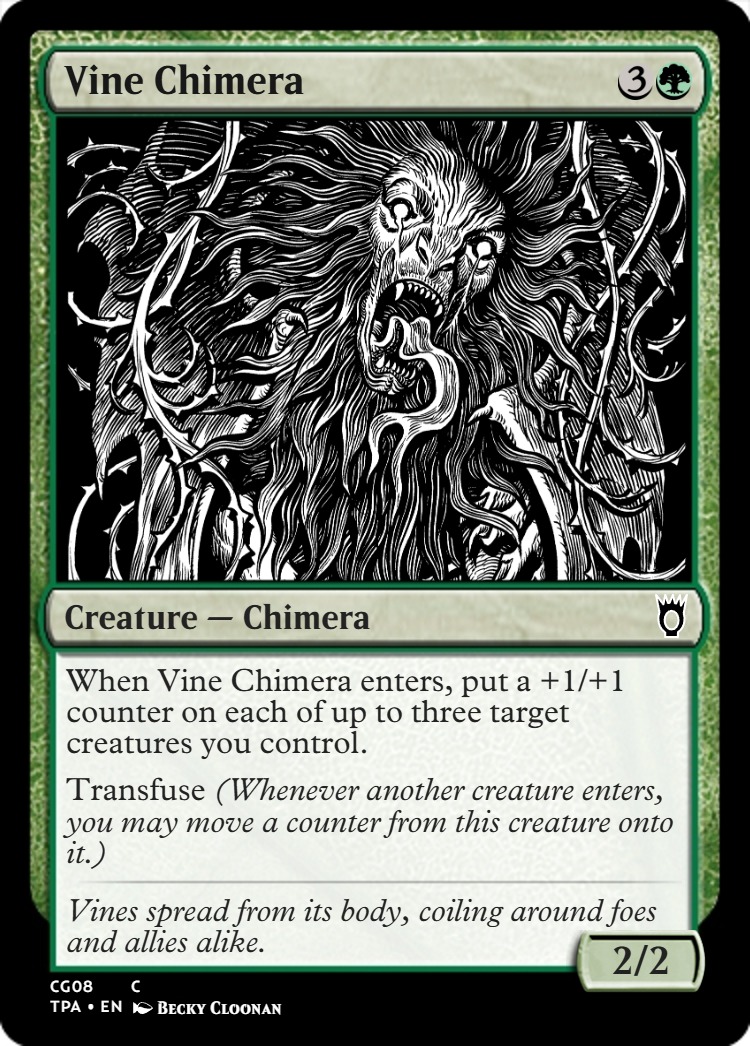 Vine Chimera 3
Creature — Chimera
When Vine Chimera enters, put a +1/+1
counter on each of up to three target
creatures you control.
Transfuse (Whenever another creature enters,
you may move a counter from this creature onto
it.)
Vines spread from its body, coiling around foes
and allies alike.
2/2
CG08 C
TPA • EN BECKY CLOONAN